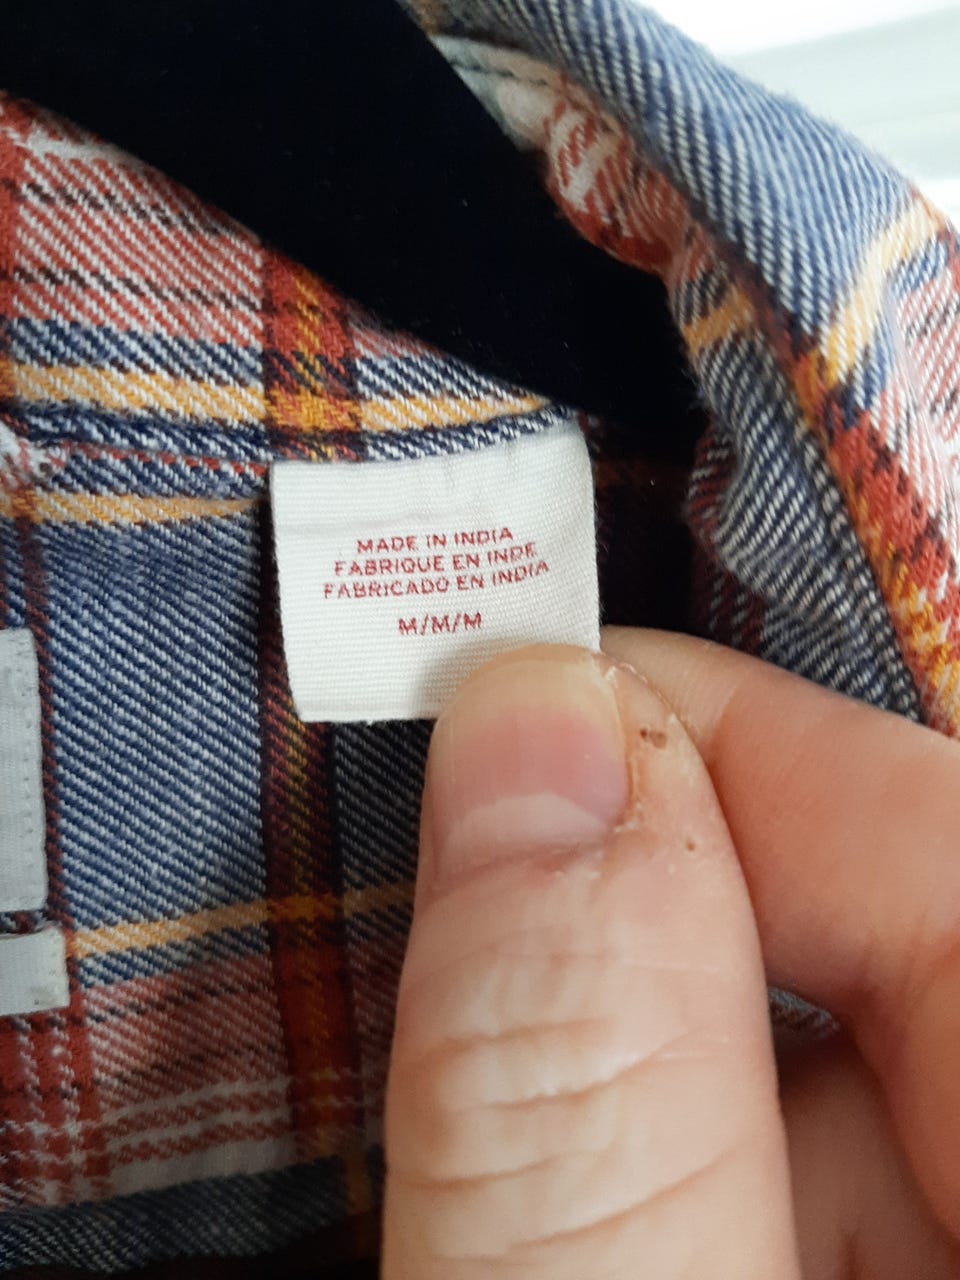 MADE IN INDIA
FABRIQUE EN INDE
FABRICADO EN INDIA
M/M/M